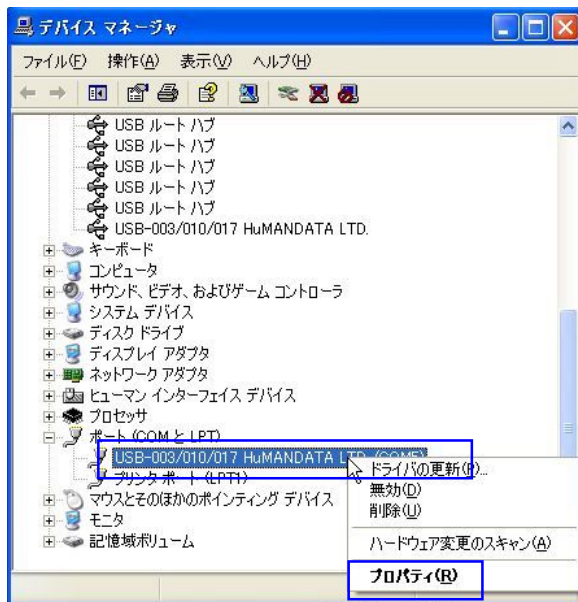 デバイス マネージャ
ファイル(F) 操作(A) 表示(V) ヘルプ(H)
USB ルート ハブ
USB ルート ハブ
USB ルート ハブ
USB ルート ハブ
USB ルート ハブ
USB-003/010/017 HuMANDATA LTD.
キーボード
コンピュータ
サウンド、ビデオ、およびゲーム コントローラ
システム デバイス
ディスク ドライブ
ディスプレイ アダプタ
ネットワーク アダプタ
ヒューマン インターフェイス デバイス
プロセッサ
ポート (COM と LPT)
USB-003/010/017 HuMANDATA LTD. (COM5)
プリンタ ポート (LPT1)
マウスとそのほかのポインティング デバイス
モニタ
記憶域ボリューム
ドライバの更新(P)...
無効(D)
削除(U)
ハードウェア変更のスキャン(A)
プロパティ(R)